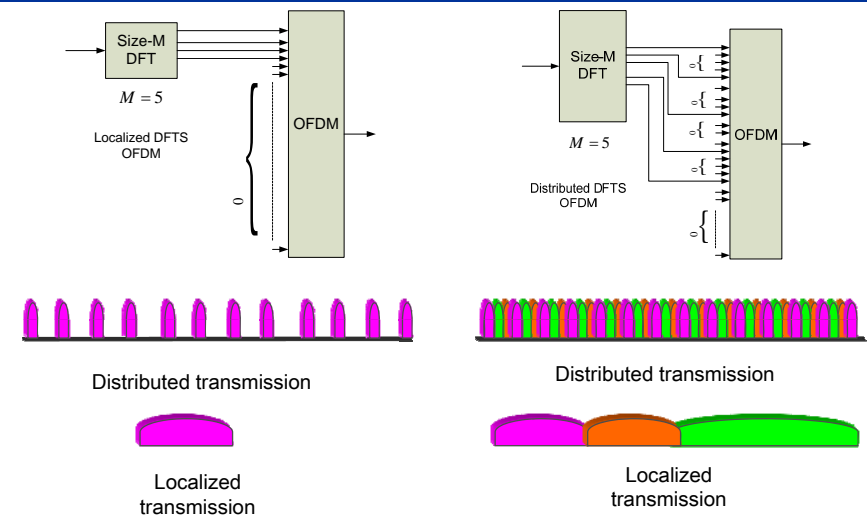 Size-M
DFT
M = 5
Localized DFTS
OFDM
0
OFDM
Size-M
DFT
M = 5
Distributed DFTS
OFDM
0
0
0
0
0
OFDM
Distributed transmission
Distributed transmission
Localized
transmission
Localized
transmission